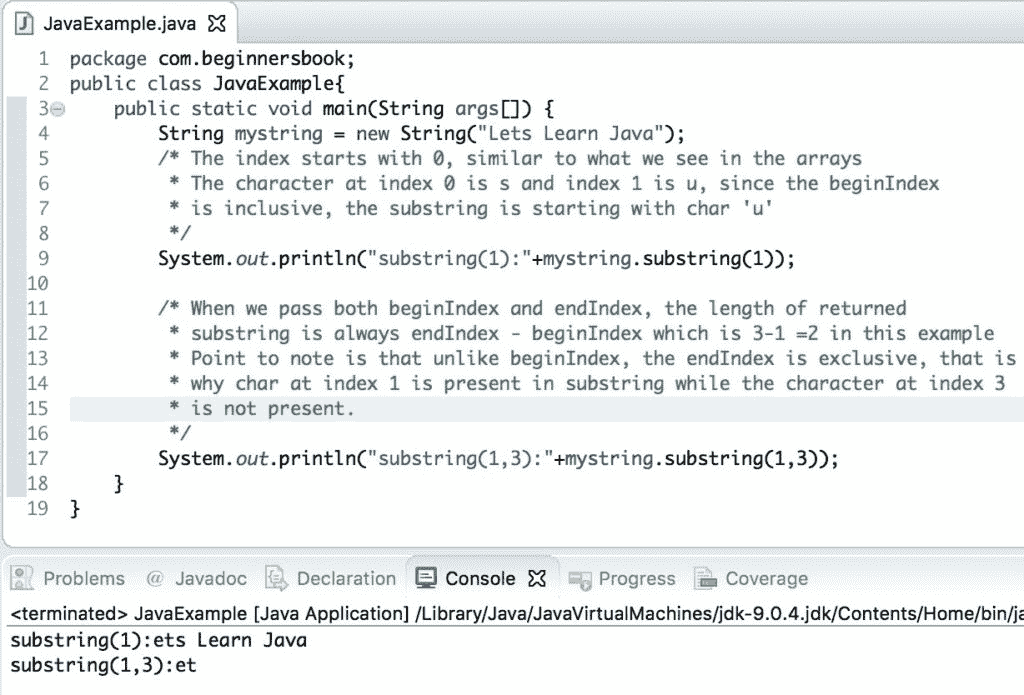 JavaExample.java
1 package com.beginnersbook;
2 public class JavaExample{
3 public static void main(String args[]) {
4 String mystring = new String("Lets Learn Java");
5 /* The index starts with 0, similar to what we see in the arrays
6 * The character at index 0 is s and index 1 is u, since the beginIndex
7 * is inclusive, the substring is starting with char 'u'
8 */
9 System.out.println("substring(1):"+mystring.substring(1));
10
11 /* When we pass both beginIndex and endIndex, the length of returned
12 * substring is always endIndex - beginIndex which is 3-1 =2 in this example
13 * Point to note is that unlike beginIndex, the endIndex is exclusive, that is
14 * why char at index 1 is present in substring while the character at index 3
15 * is not present.
16 */
17 System.out.println("substring(1,3):"+mystring.substring(1,3));
18 }
19 }
Problems @ Javadoc Declaration Console Progress Coverage
<terminated> JavaExample [Java Application] /Library/Java/JavaVirtualMachines/jdk-9.0.4.jdk/Contents/Home/bin/ja
substring(1):ets Learn Java
substring(1,3):et